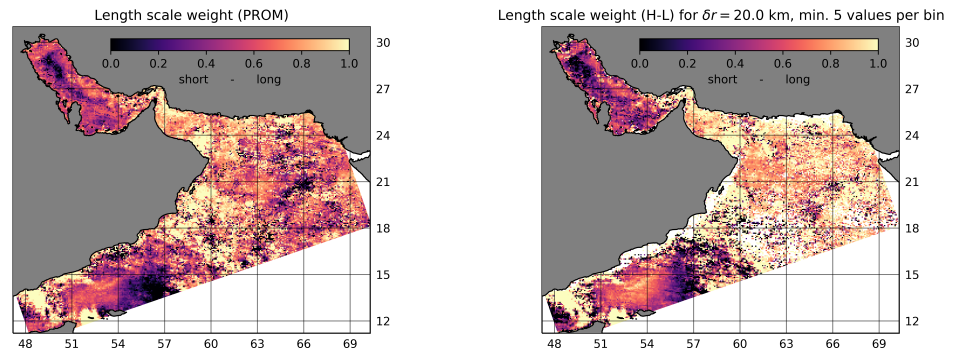 Length scale weight (PROM)
0.0 0.2 0.4 0.6 0.8 1.0
short - long
30
27
24
21
18
15
12
48 51 54 57 60 63 66 69
Length scale weight (H-L) for δr = 20.0 km, min. 5 values per bin
0.0 0.2 0.4 0.6 0.8 1.0
short - long
30
27
24
21
18
15
12
48 51 54 57 60 63 66 69